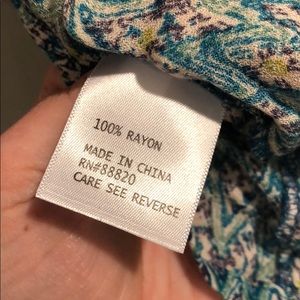 100% RAYON
MADE IN CHINA
RN#88820
CARE SEE REVERSE